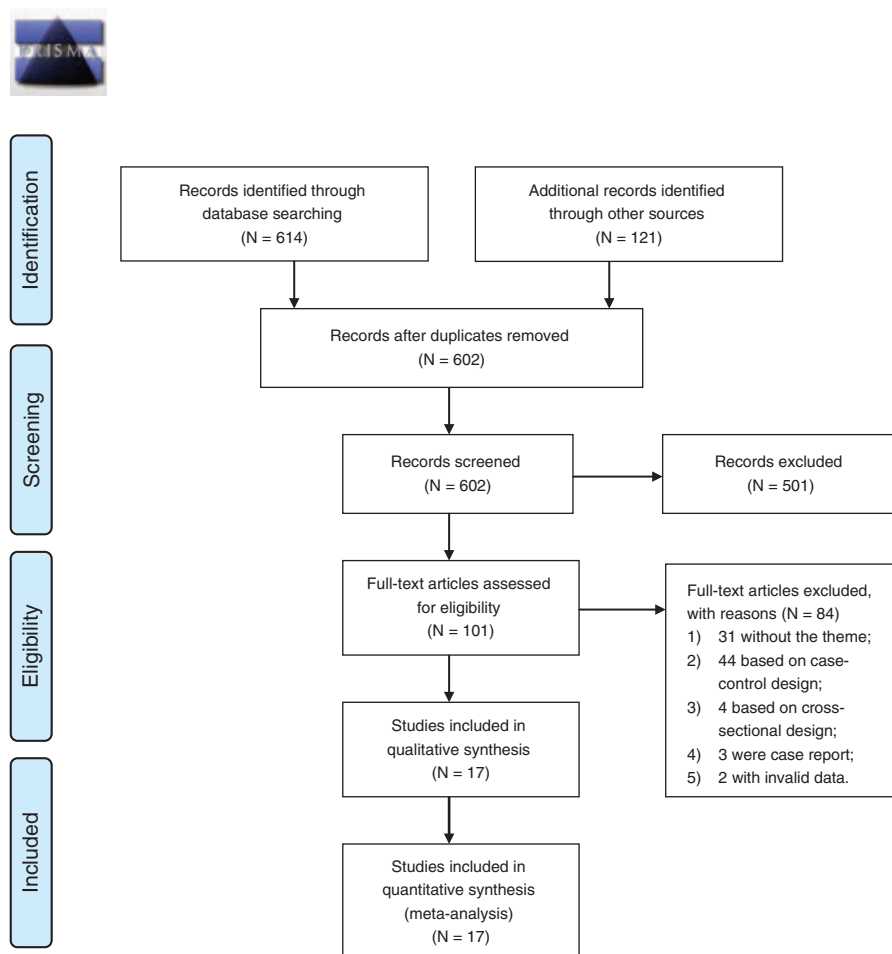 PRISMA
Identification
Records identified through
database searching
(N = 614)
Additional records identified
through other sources
(N = 121)
Records after duplicates removed
(N = 602)
Screening
Records screened
(N = 602)
Records excluded
(N = 501)
Eligibility
Full-text articles assessed
for eligibility
(N = 101)
Full-text articles excluded,
with reasons (N = 84)
1) 31 without the theme;
2) 44 based on case-
control design;
3) 4 based on cross-
sectional design;
4) 3 were case report;
5) 2 with invalid data.
Studies included in
qualitative synthesis
(N = 17)
Included
Studies included in
quantitative synthesis
(meta-analysis)
(N = 17)